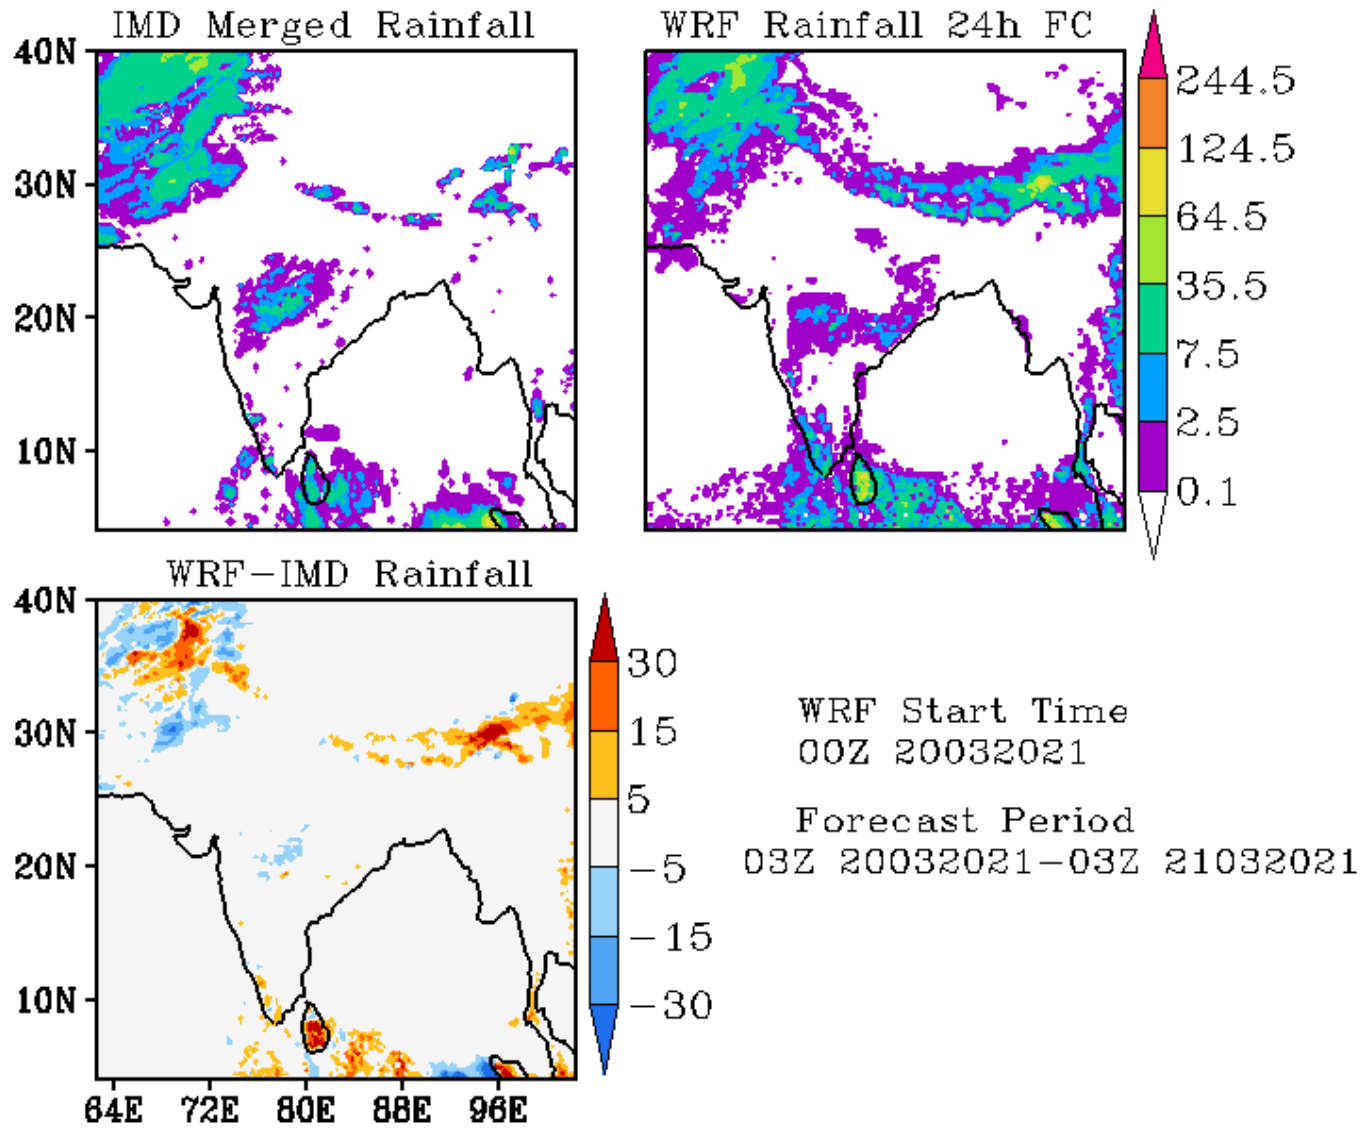 IMD Merged Rainfall
WRF Rainfall 24h FC
40N
30N
20N
10N
244.5
124.5
64.5
35.5
7.5
2.5
0.1
WRF-IMD Rainfall
40N
30N
20N
10N
64E 72E 80E 88E 96E
30
15
5
-5
-15
-30
WRF Start Time
00Z 20032021
Forecast Period
03Z 20032021-03Z 21032021